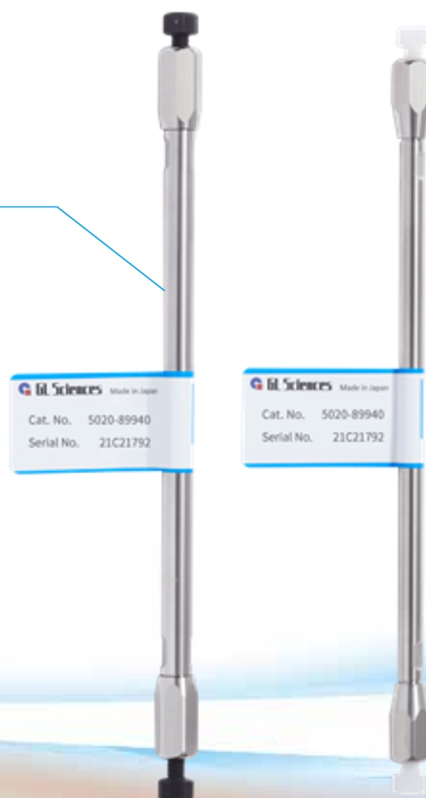 GL Sciences Made in Japan
Cat. No. 5020-89940
Serial No. 21C21792
GL Sciences Made in Japan
Cat. No. 5020-89940
Serial No. 21C21792